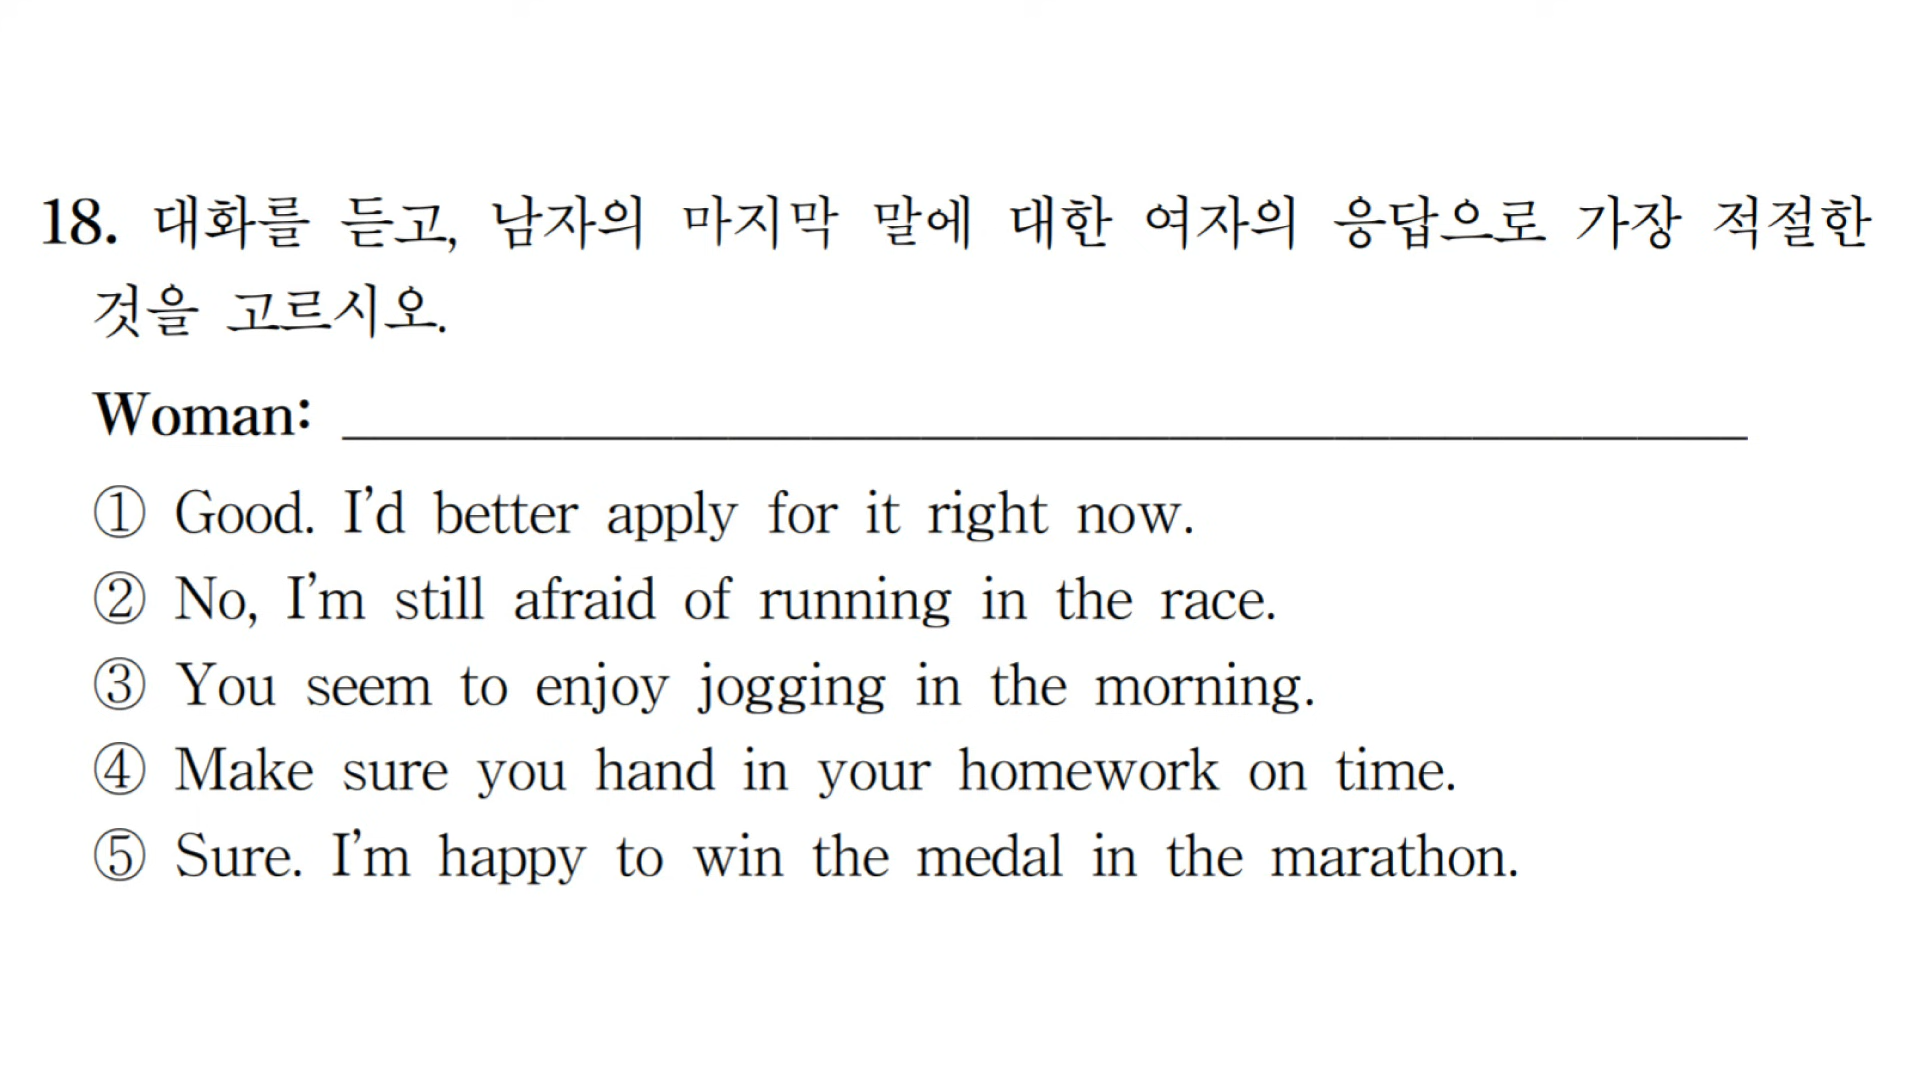 18. 대화를 듣고, 남자의 마지막 말에 대한 여자의 응답으로 가장 적절한
것을 고르시오.
Woman: ______________________________________________
① Good. I’d better apply for it right now.
② No, I’m still afraid of running in the race.
③ You seem to enjoy jogging in the morning.
④ Make sure you hand in your homework on time.
⑤ Sure. I’m happy to win the medal in the marathon.